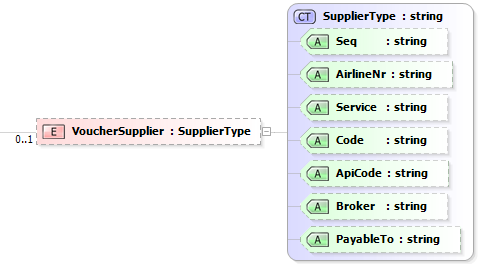 CT SupplierType : string
A Seq : string
A AirlineNr : string
A Service : string
E VoucherSupplier : SupplierType
0..1
A Code : string
A ApiCode : string
A Broker : string
A PayableTo : string